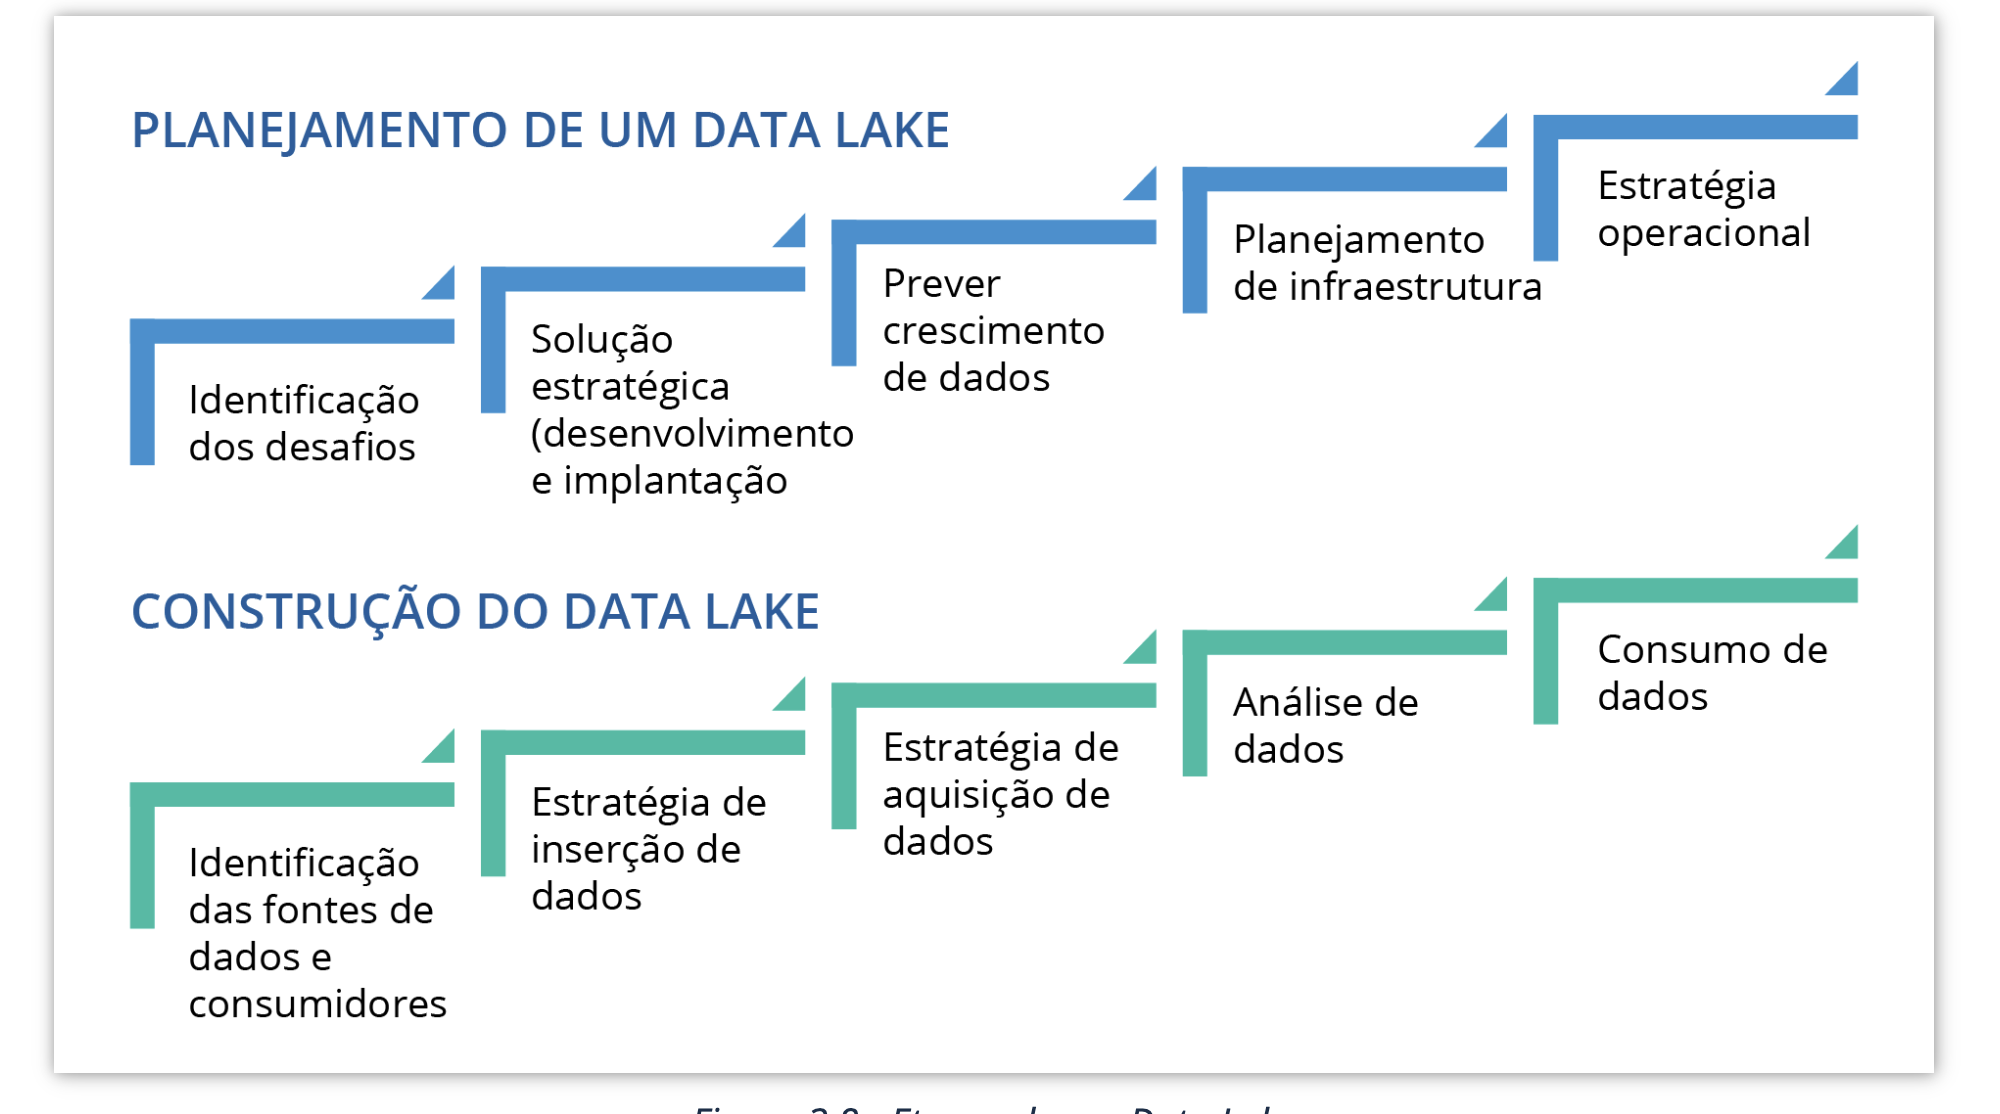 PLANEJAMENTO DE UM DATA LAKE
Identificação
dos desafios
Solução
estratégica
(desenvolvimento
e implantação
Prever
crescimento
de dados
Planejamento
de infraestrutura
Estratégia
operacional
CONSTRUÇÃO DO DATA LAKE
Identificação
das fontes de
dados e
consumidores
Estratégia de
inserção de
dados
Estratégia de
aquisição de
dados
Análise de
dados
Consumo de
dados